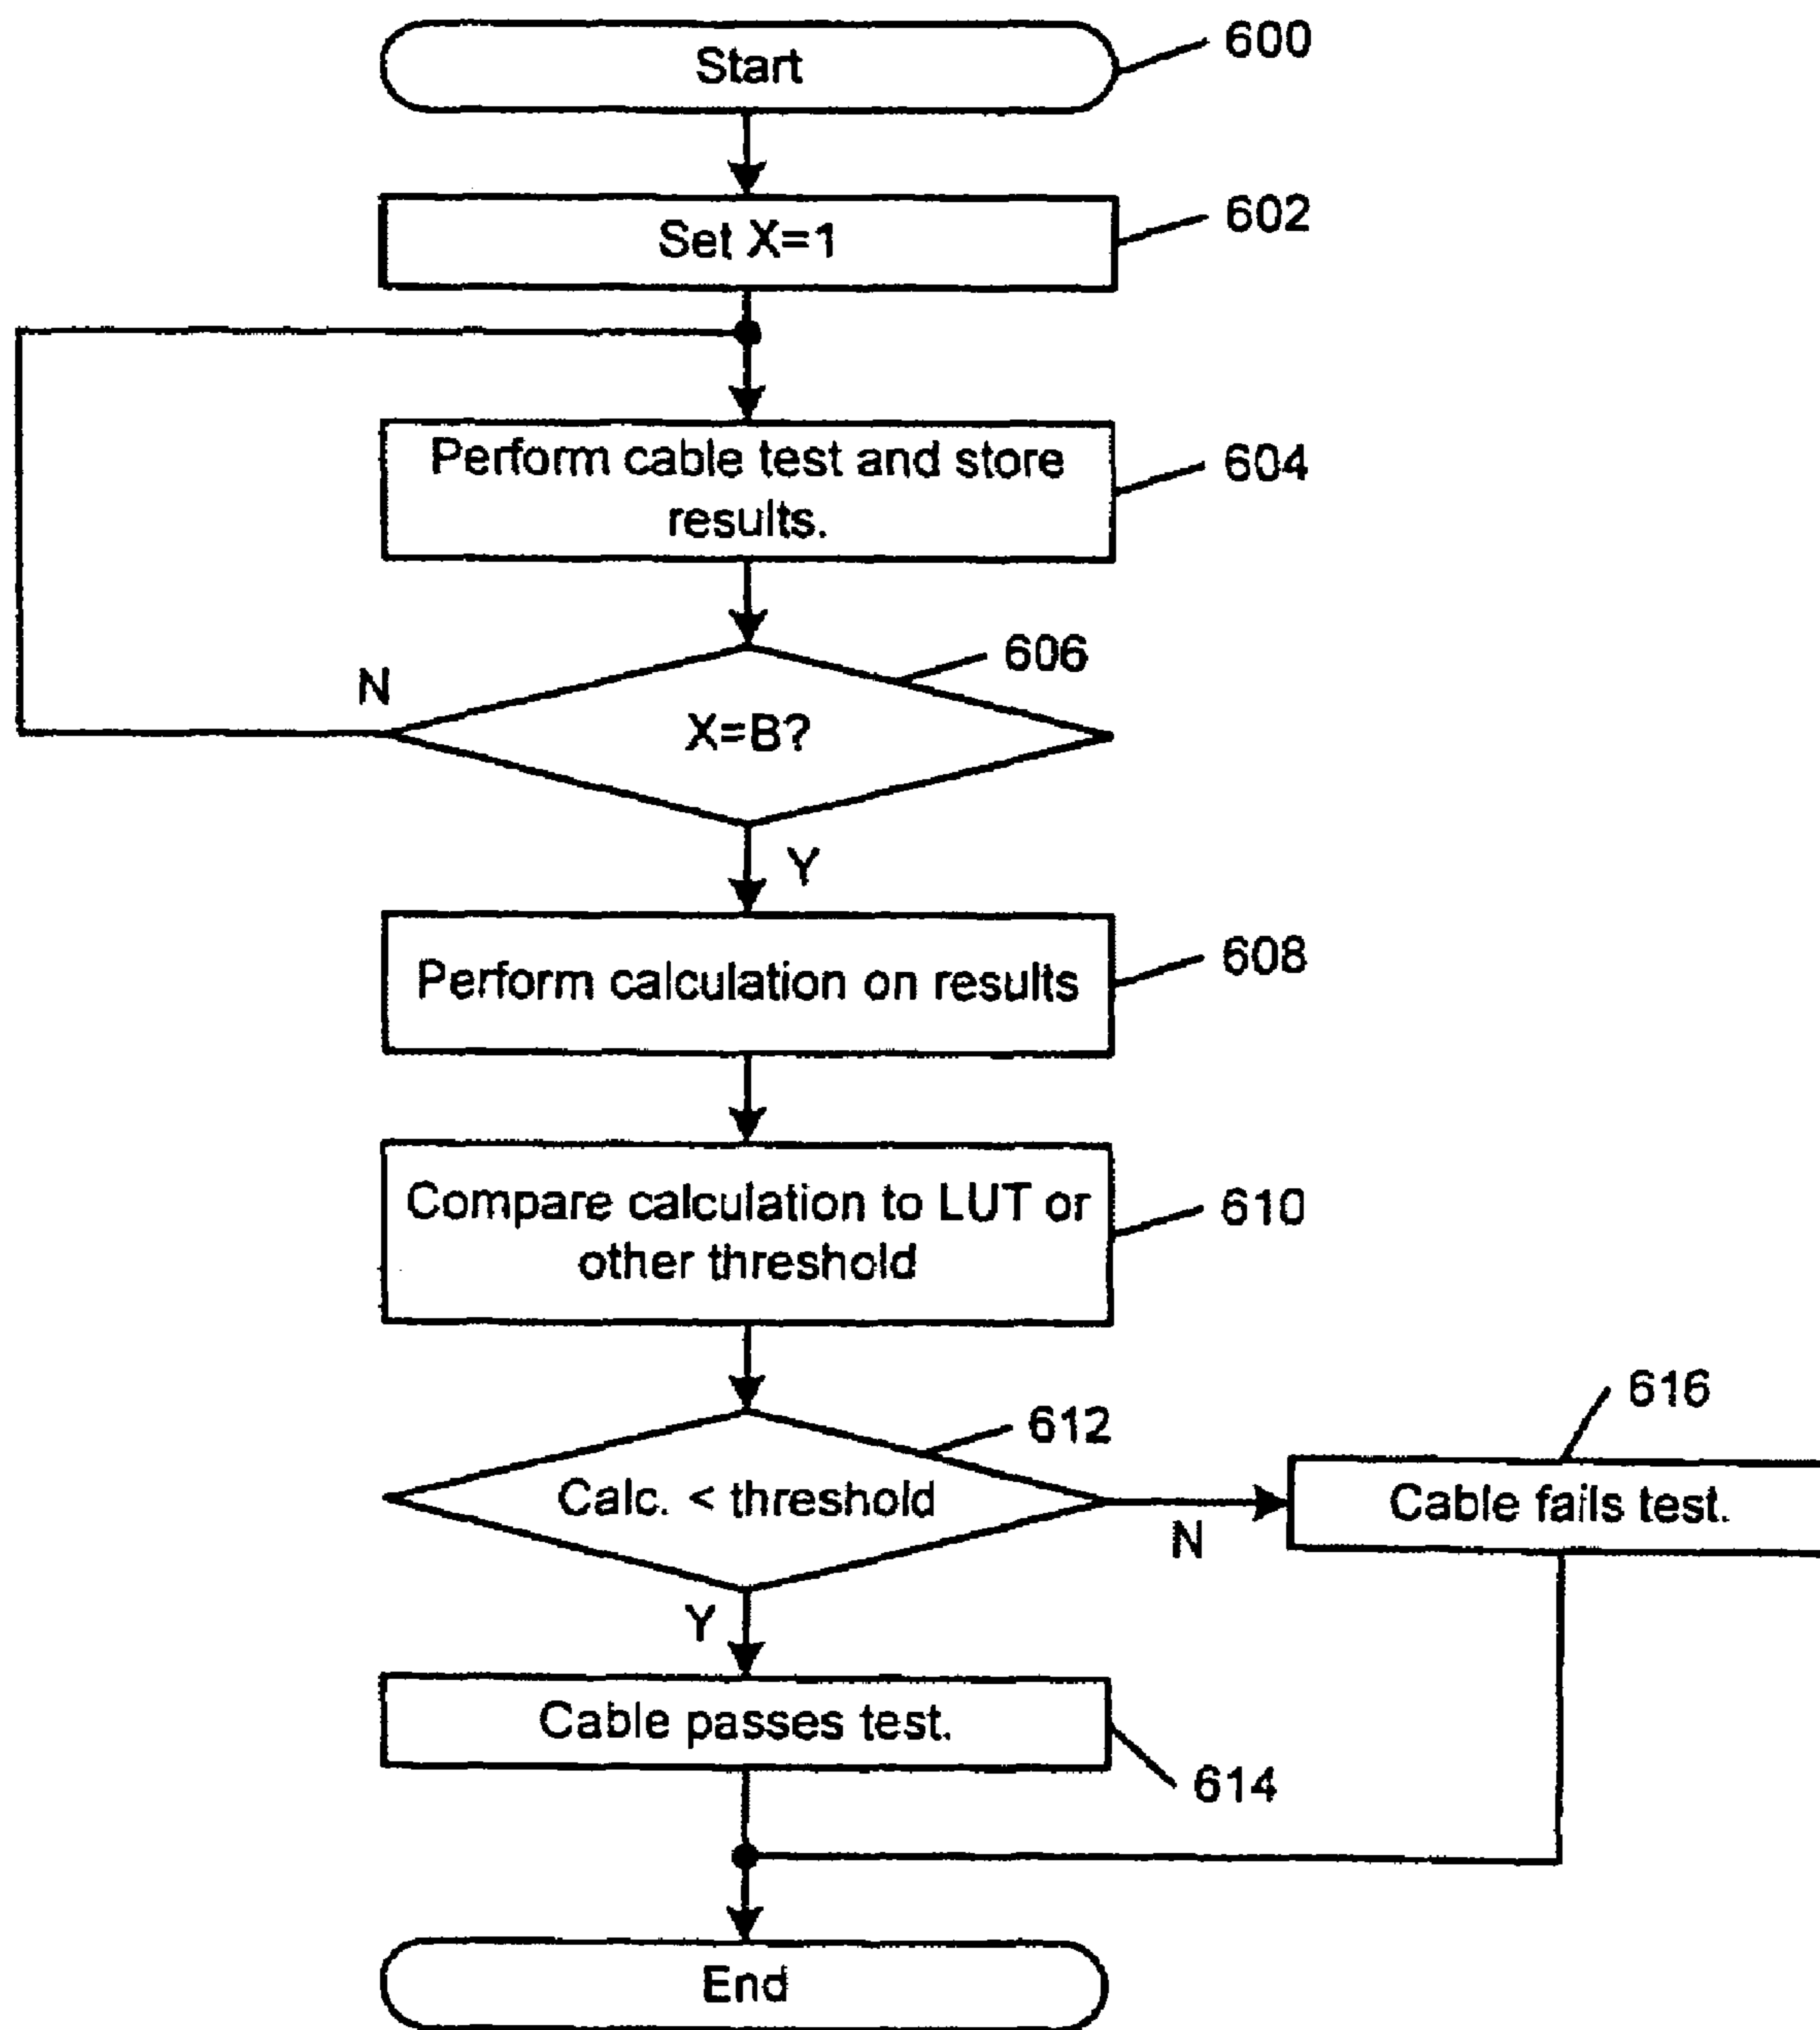 Start
600
Set X=1
602
Perform cable test and store
results.
604
606
N
X=B?
Y
Perform calculation on results
608
Compare calculation to LUT or
other threshold
610
612
616
Calc. < threshold
N
Cable fails test.
Y
Cable passes test.
614
End